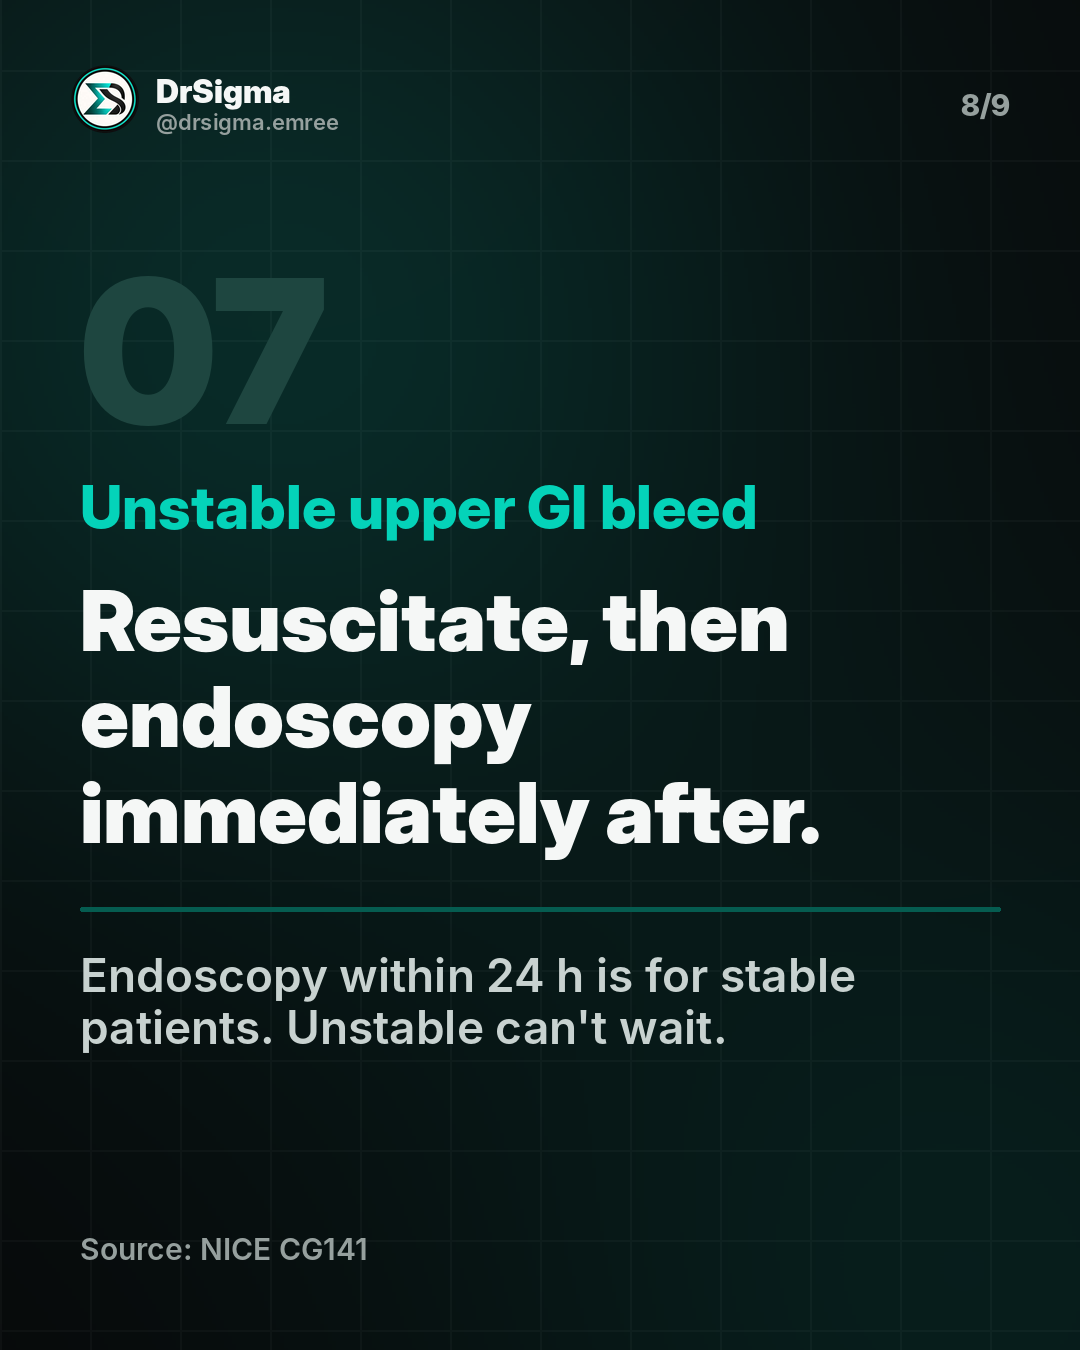 DrSigma
@drsigma.emree
8/9
07
Unstable upper GI bleed
Resuscitate, then
endoscopy
immediately after.
Endoscopy within 24 h is for stable
patients. Unstable can't wait.
Source: NICE CG141